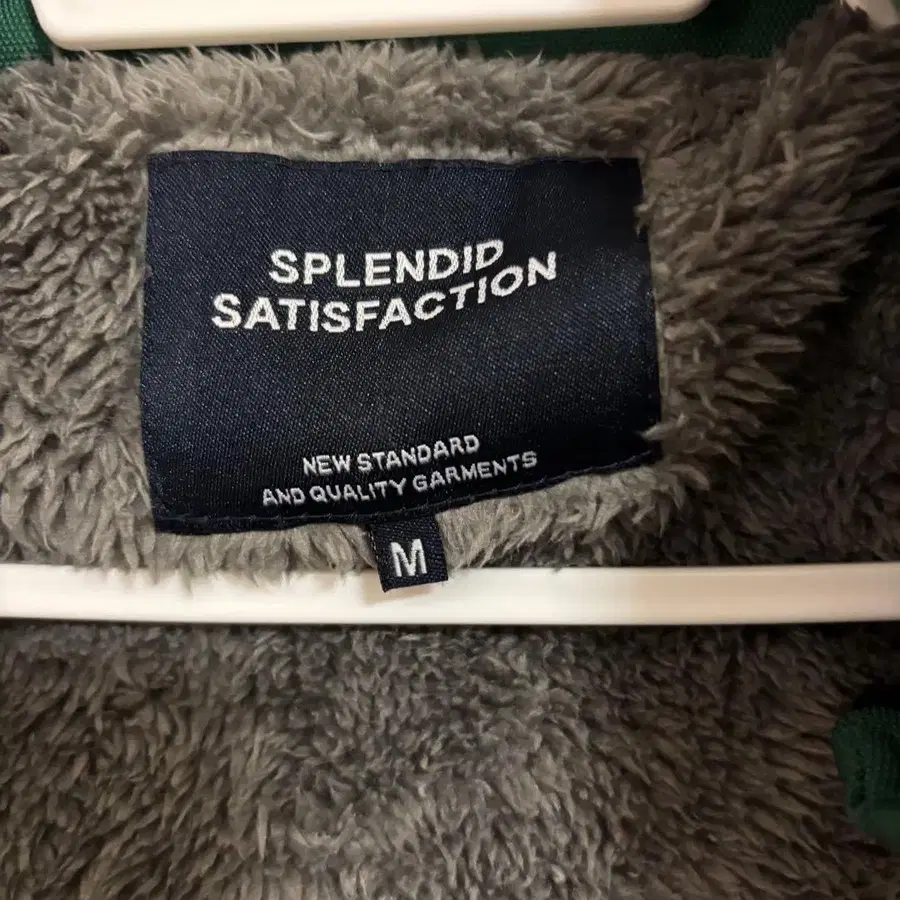 SPLENDID
SATISFACTION
NEW STANDARD
AND QUALITY GARMENTS
M